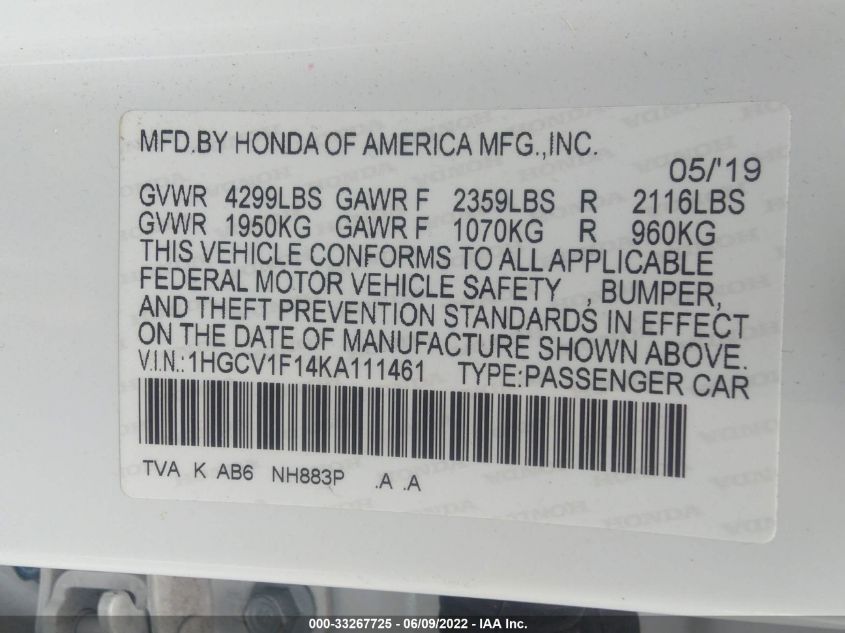 MFD.BY HONDA OF AMERICA MFG.,INC.
05/'19
GVWR 4299LBS GAWR F 2359LBS R 2116LBS
GVWR 1950KG GAWR F 1070KG R 960KG
THIS VEHICLE CONFORMS TO ALL APPLICABLE
FEDERAL MOTOR VEHICLE SAFETY , BUMPER,
AND THEFT PREVENTION STANDARDS IN EFFECT
ON THE DATE OF MANUFACTURE SHOWN ABOVE.
V.I.N.:1HGCV1F14KA111461 TYPE:PASSENGER CAR
TVA K AB6 NH883P .A .A
000-33267725 - 06/09/2022 - IAA Inc.